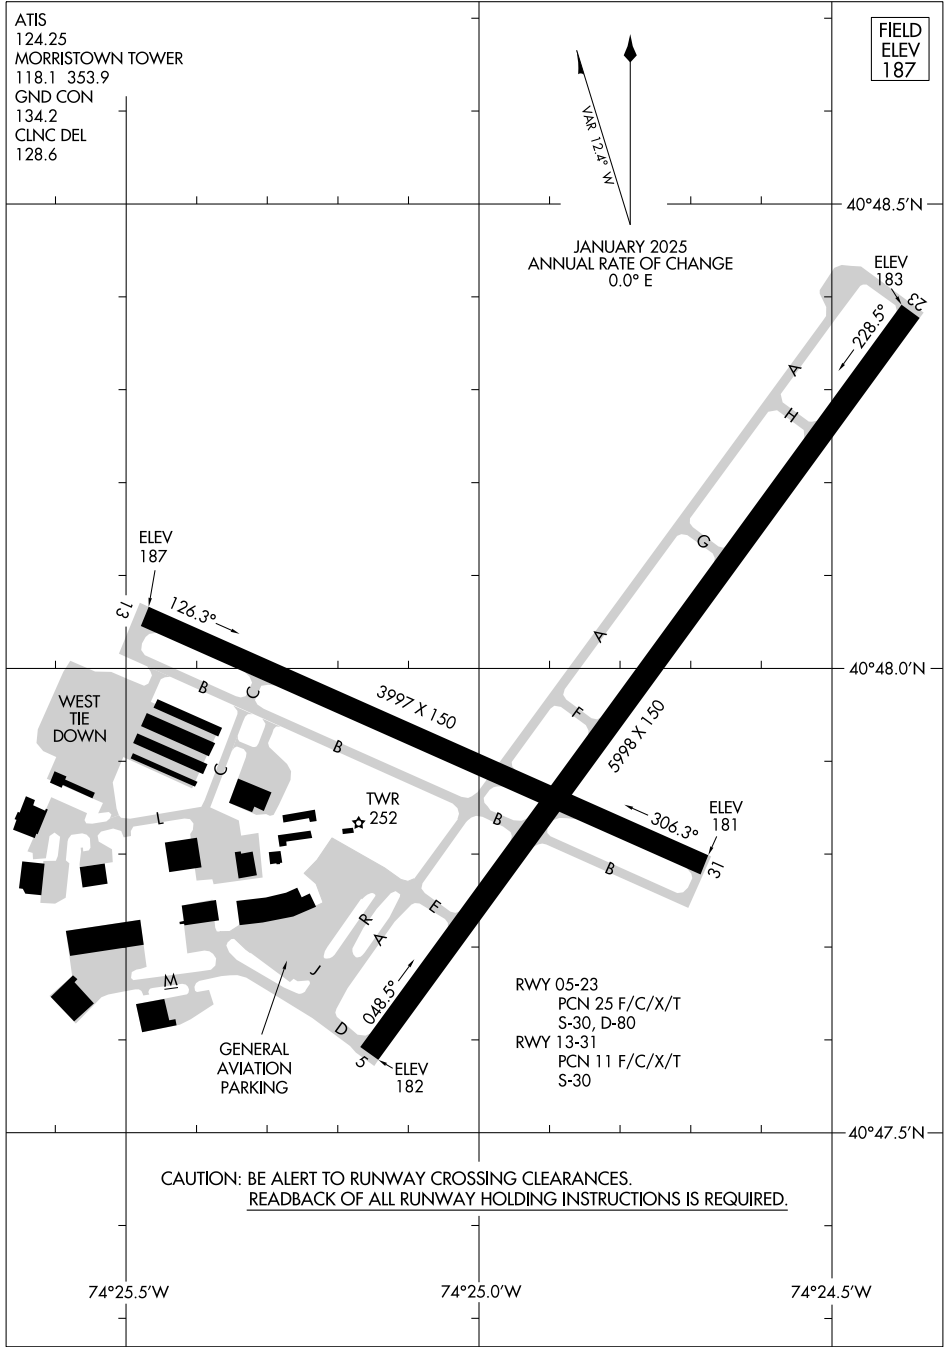 ATIS
124.25
MORRISTOWN TOWER
118.1 353.9
GND CON
134.2
CLNC DEL
128.6
FIELD
ELEV
187
VAR 12.4° W
JANUARY 2025
ANNUAL RATE OF CHANGE
0.0° E
40°48.5'N
ELEV
183
23
228.5°
A
H
G
A
ELEV
187
13
126.3°
40°48.0'N
WEST
TIE
DOWN
B
C
3997 X 150
F
5998 X 150
B
C
TWR
252
L
B
306.3°
ELEV
181
31
B
E
R
A
J
M
048.5°
D
5
ELEV
182
GENERAL
AVIATION
PARKING
RWY 05-23
PCN 25 F/C/X/T
S-30, D-80
RWY 13-31
PCN 11 F/C/X/T
S-30
40°47.5'N
CAUTION: BE ALERT TO RUNWAY CROSSING CLEARANCES.
READBACK OF ALL RUNWAY HOLDING INSTRUCTIONS IS REQUIRED.
74°25.5'W
74°25.0'W
74°24.5'W